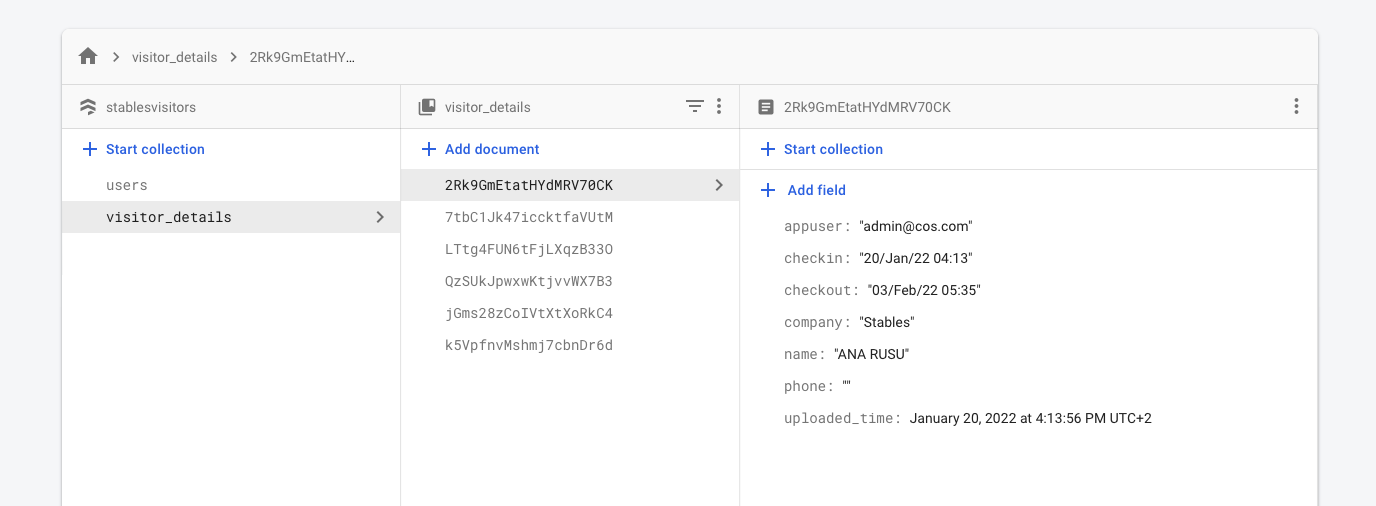 visitor_details 2Rk9GmEtatHY...
stablesvisitors
Start collection
users
visitor_details
visitor_details
Add document
2Rk9GmEtatHYdMRV70CK
7tbC1Jk47iccktfaVUtM
LTtg4FUN6tFjLXqzB33O
QzSUkJpwxwKtjvvWX7B3
jGms28zCoIVtXtXoRkC4
k5VpfnvMshmj7cbnDr6d
2Rk9GmEtatHYdMRV70CK
Start collection
Add field
appuser: "admin@cos.com"
checkin: "20/Jan/22 04:13"
checkout: "03/Feb/22 05:35"
company: "Stables"
name: "ANA RUSU"
phone: ""
uploaded_time: January 20, 2022 at 4:13:56 PM UTC+2